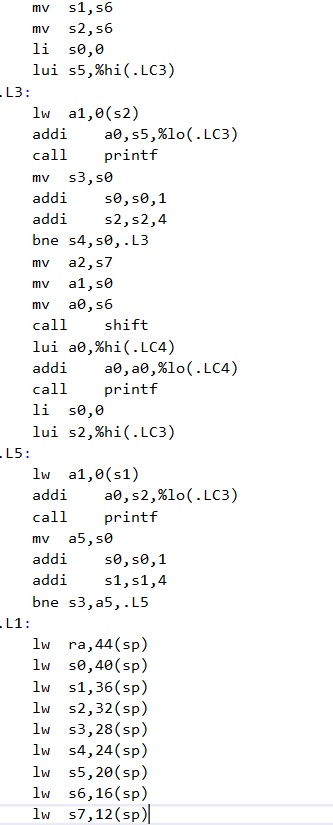 mv s1,s6
mv s2,s6
li s0,0
lui s5,%hi(.LC3)
.L3:
lw a1,0(s2)
addi a0,s5,%lo(.LC3)
call printf
mv s3,s0
addi s0,s0,1
addi s2,s2,4
bne s4,s0,.L3
mv a2,s7
mv a1,s0
mv a0,s6
call shift
lui a0,%hi(.LC4)
addi a0,a0,%lo(.LC4)
call printf
li s0,0
lui s2,%hi(.LC3)
.L5:
lw a1,0(s1)
addi a0,s2,%lo(.LC3)
call printf
mv a5,s0
addi s0,s0,1
addi s1,s1,4
bne s3,a5,.L5
.L1:
lw ra,44(sp)
lw s0,40(sp)
lw s1,36(sp)
lw s2,32(sp)
lw s3,28(sp)
lw s4,24(sp)
lw s5,20(sp)
lw s6,16(sp)
lw s7,12(sp)